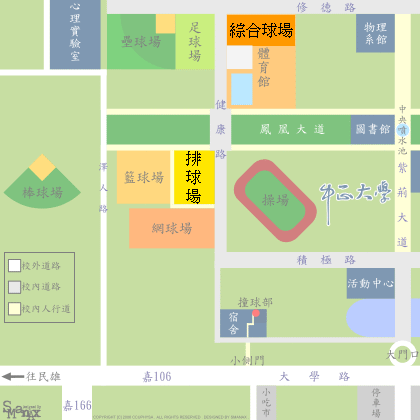 修德路
心理實驗室
壘球場
足球場
綜合球場
物理系館
體育館
健康路
中央噴水池
鳳凰大道
圖書館
排球場
籃球場
棒球場
操場
中正大學
紫荊大道
網球場
積極路
校外道路
校內道路
校內人行道
活動中心
撞球部
宿舍
小側門
大門口
往民雄
嘉106
大學路
嘉166
小吃市
停車場